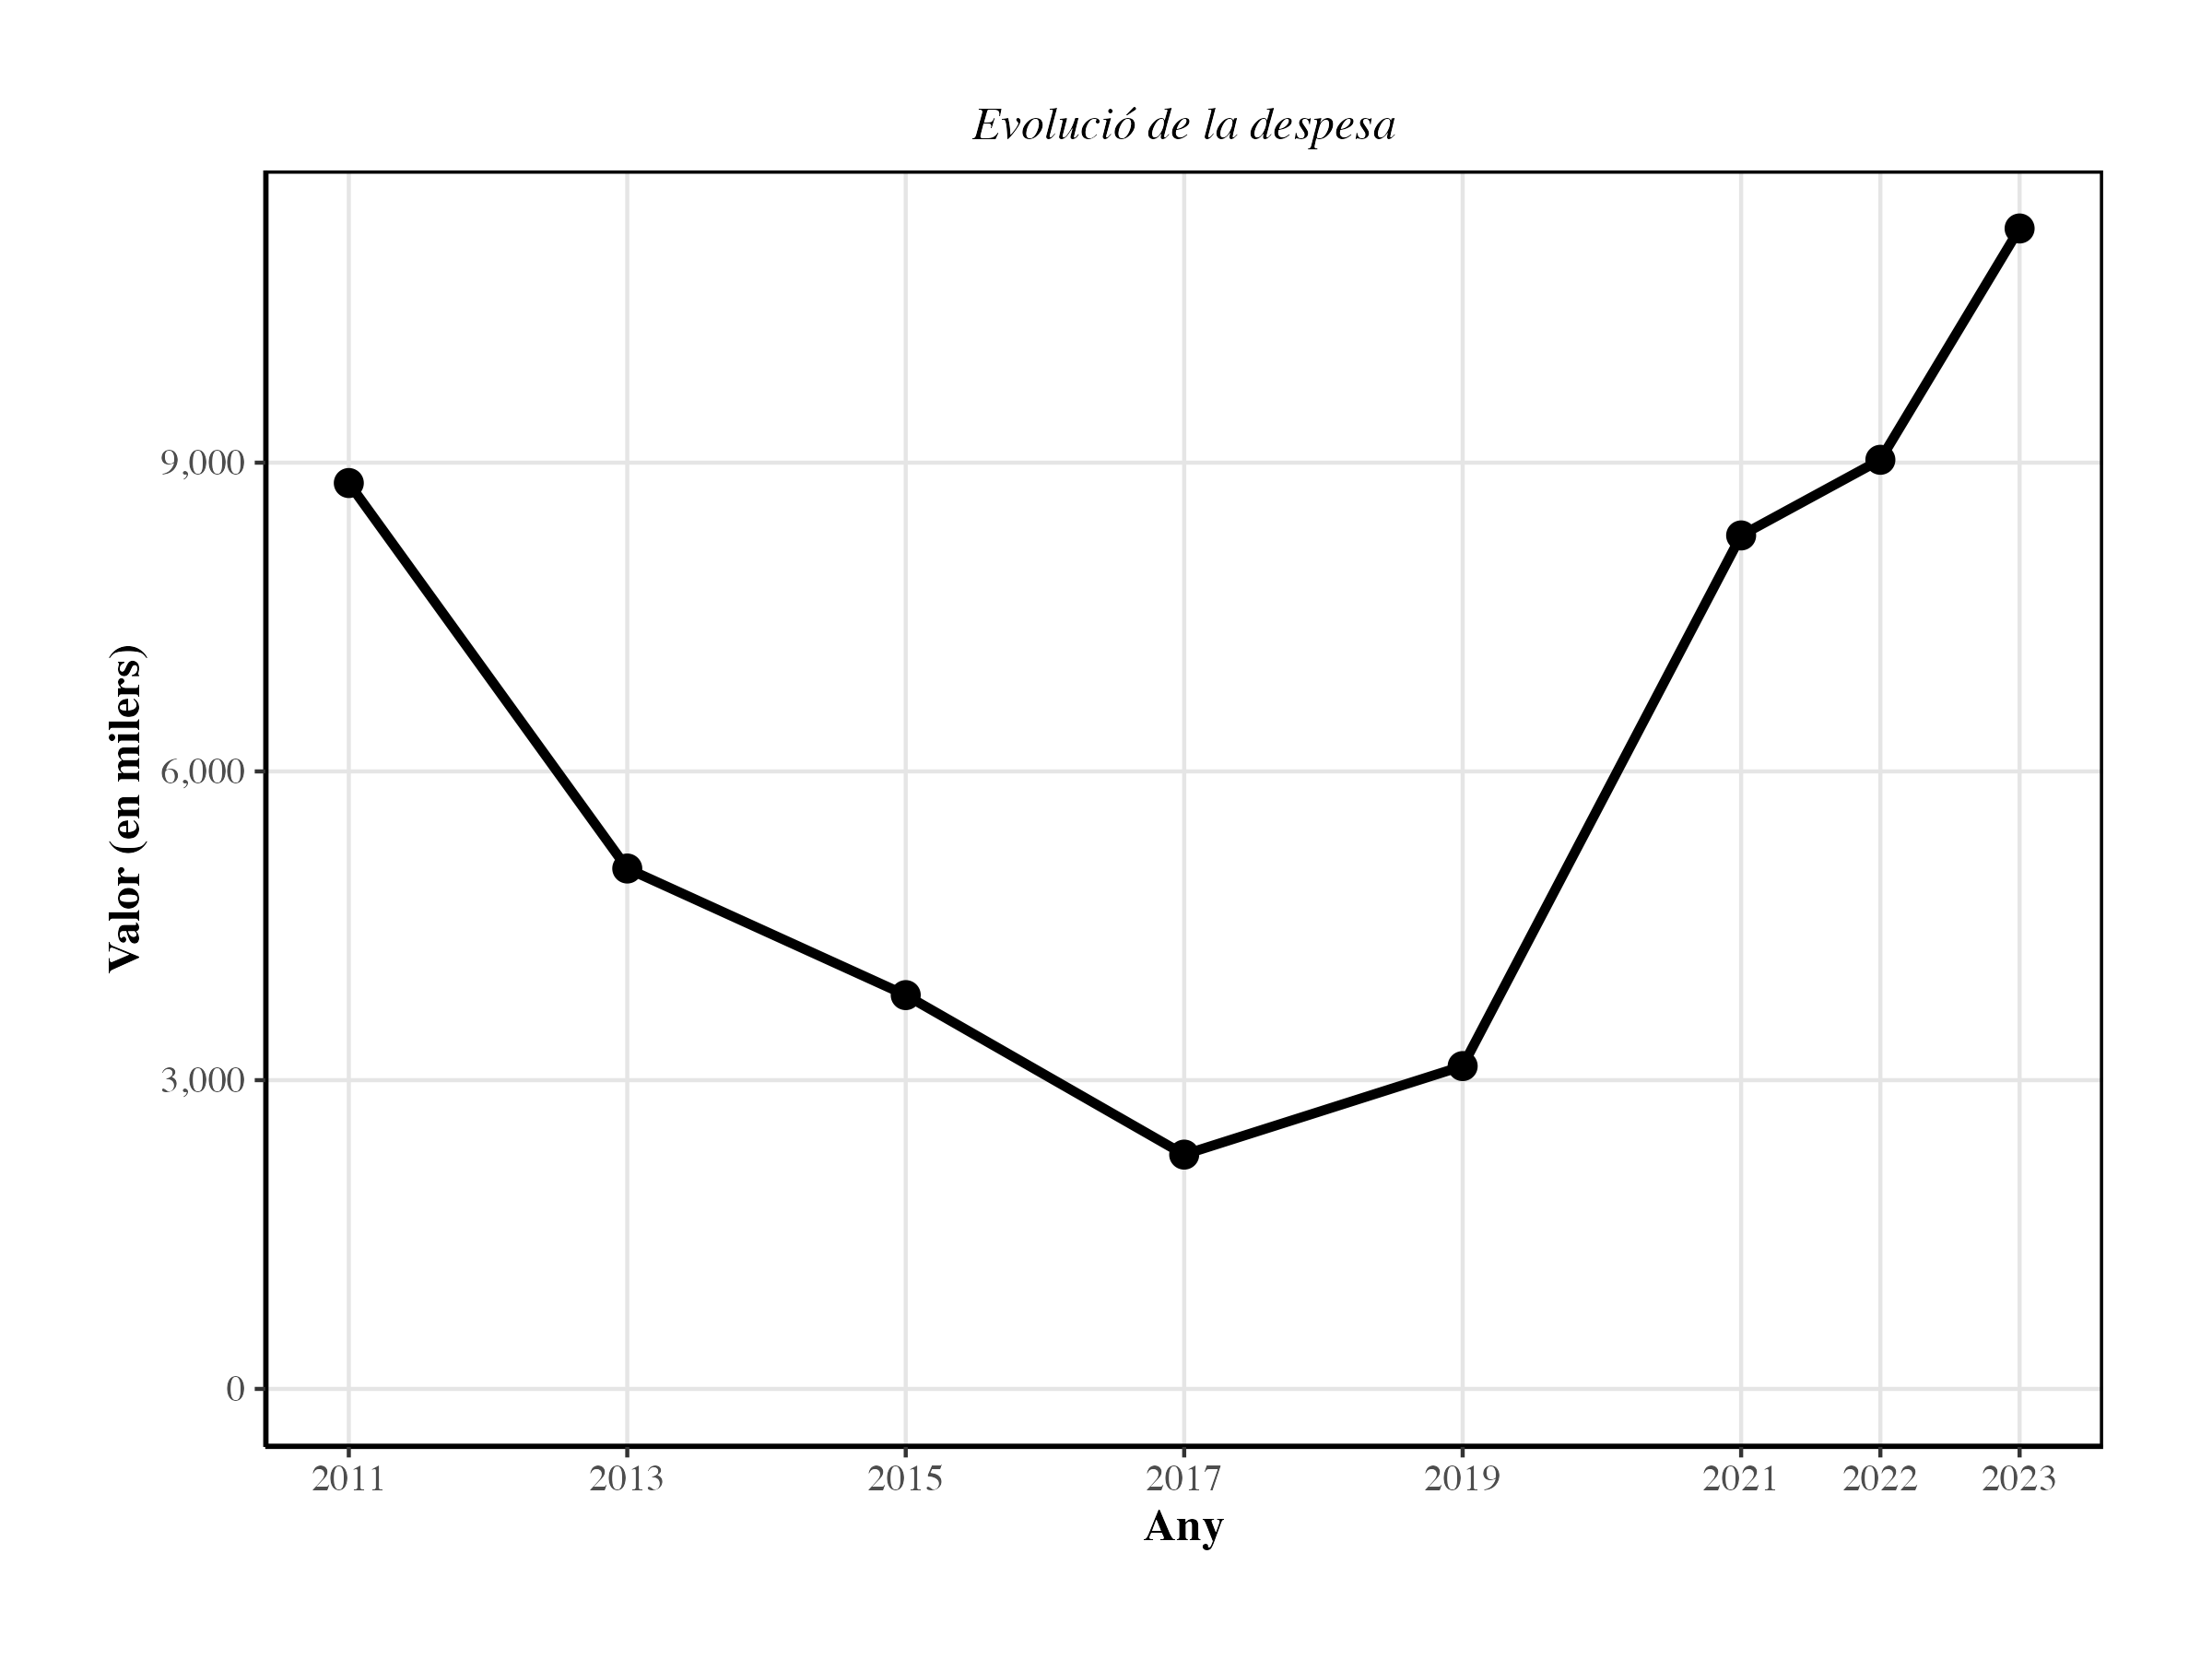 Evolució de la despesa
Valor (en milers)
9,000
6,000
3,000
0
2011 2013 2015 2017 2019 2021 2022 2023
Any